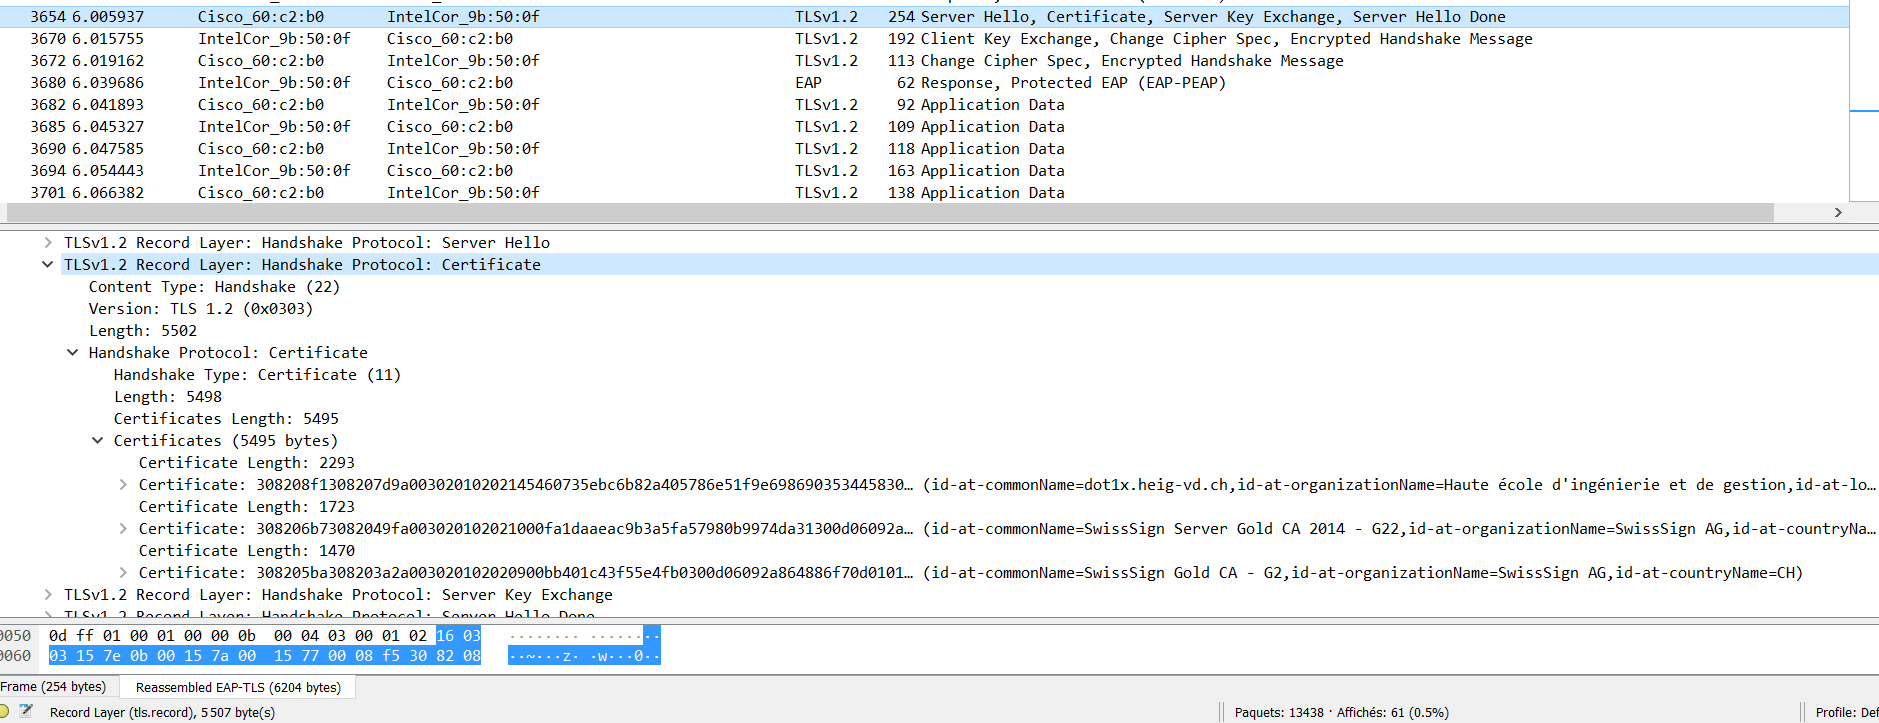 3654 6.005937 Cisco_60:c2:b0 IntelCor_9b:50:0f TLSv1.2 254 Server Hello, Certificate, Server Key Exchange, Server Hello Done
3670 6.015755 IntelCor_9b:50:0f Cisco_60:c2:b0 TLSv1.2 192 Client Key Exchange, Change Cipher Spec, Encrypted Handshake Message
3672 6.019162 Cisco_60:c2:b0 IntelCor_9b:50:0f TLSv1.2 113 Change Cipher Spec, Encrypted Handshake Message
3680 6.039686 IntelCor_9b:50:0f Cisco_60:c2:b0 EAP 62 Response, Protected EAP (EAP-PEAP)
3682 6.041893 Cisco_60:c2:b0 IntelCor_9b:50:0f TLSv1.2 92 Application Data
3685 6.045327 IntelCor_9b:50:0f Cisco_60:c2:b0 TLSv1.2 109 Application Data
3690 6.047585 Cisco_60:c2:b0 IntelCor_9b:50:0f TLSv1.2 118 Application Data
3694 6.054443 IntelCor_9b:50:0f Cisco_60:c2:b0 TLSv1.2 163 Application Data
3701 6.066382 Cisco_60:c2:b0 IntelCor_9b:50:0f TLSv1.2 138 Application Data
TLSv1.2 Record Layer: Handshake Protocol: Server Hello
TLSv1.2 Record Layer: Handshake Protocol: Certificate
Content Type: Handshake (22)
Version: TLS 1.2 (0x0303)
Length: 5502
Handshake Protocol: Certificate
Handshake Type: Certificate (11)
Length: 5498
Certificates Length: 5495
Certificates (5495 bytes)
Certificate Length: 2293
Certificate: 308208f1308207d9a00302010202145460735ebc6b82a405786e51f9e698690353445830… (id-at-commonName=dot1x.heig-vd.ch,id-at-organizationName=Haute école d'ingénierie et de gestion,id-at-lo…
Certificate Length: 1723
Certificate: 308206b73082049fa003020102021000fa1daaeac9b3a5fa57980b9974da31300d06092a… (id-at-commonName=SwissSign Server Gold CA 2014 - G22,id-at-organizationName=SwissSign AG,id-at-countryNa…
Certificate Length: 1470
Certificate: 308205ba308203a2a003020102020900bb401c43f55e4fb0300d06092a864886f70d0101… (id-at-commonName=SwissSign Gold CA - G2,id-at-organizationName=SwissSign AG,id-at-countryName=CH)
TLSv1.2 Record Layer: Handshake Protocol: Server Key Exchange
TLSv1.2 Record Layer: Handshake Protocol: Server Hello Done
0050 0d ff 01 00 01 00 00 0b 00 04 03 00 01 02 16 03 ········ ········
0060 03 15 7e 0b 00 15 7a 00 15 77 00 08 f5 30 82 08 ··~···z· ·w···0··
Frame (254 bytes) Reassembled EAP-TLS (6204 bytes)
Record Layer (tls.record), 5507 byte(s) Paquets: 13438 · Affichés: 61 (0.5%) Profile: Def